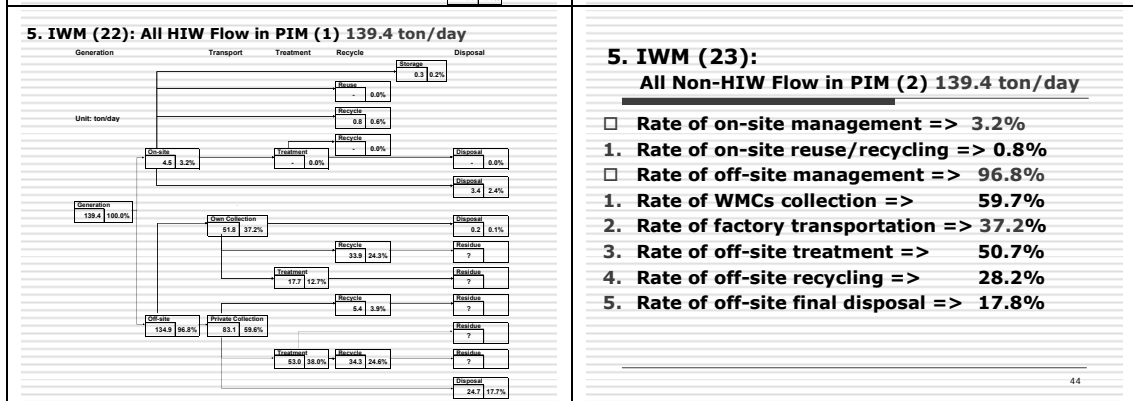 5. IWM (22): All HIW Flow in PIM (1) 139.4 ton/day
Generation Transport Treatment Recycle Disposal
Storage
0.3 0.2%
Reuse
- 0.0%
Unit: ton/day
Recycle
0.8 0.6%
Recycle
- 0.0%
On-site
4.5 3.2%
Treatment
- 0.0%
Disposal
- 0.0%
Disposal
3.4 2.4%
Generation
139.4 100.0%
Own Collection
51.8 37.2%
Disposal
0.2 0.1%
Recycle
33.9 24.3%
Residue
?
Treatment
17.7 12.7%
Residue
?
Recycle
5.4 3.9%
Residue
?
Off-site
134.9 96.8%
Private Collection
83.1 59.6%
Residue
?
Treatment
53.0 38.0%
Recycle
34.3 24.6%
Residue
?
Disposal
24.7 17.7%
5. IWM (23):
All Non-HIW Flow in PIM (2) 139.4 ton/day
□ Rate of on-site management => 3.2%
1. Rate of on-site reuse/recycling => 0.8%
□ Rate of off-site management => 96.8%
1. Rate of WMCs collection => 59.7%
2. Rate of factory transportation => 37.2%
3. Rate of off-site treatment => 50.7%
4. Rate of off-site recycling => 28.2%
5. Rate of off-site final disposal => 17.8%
44